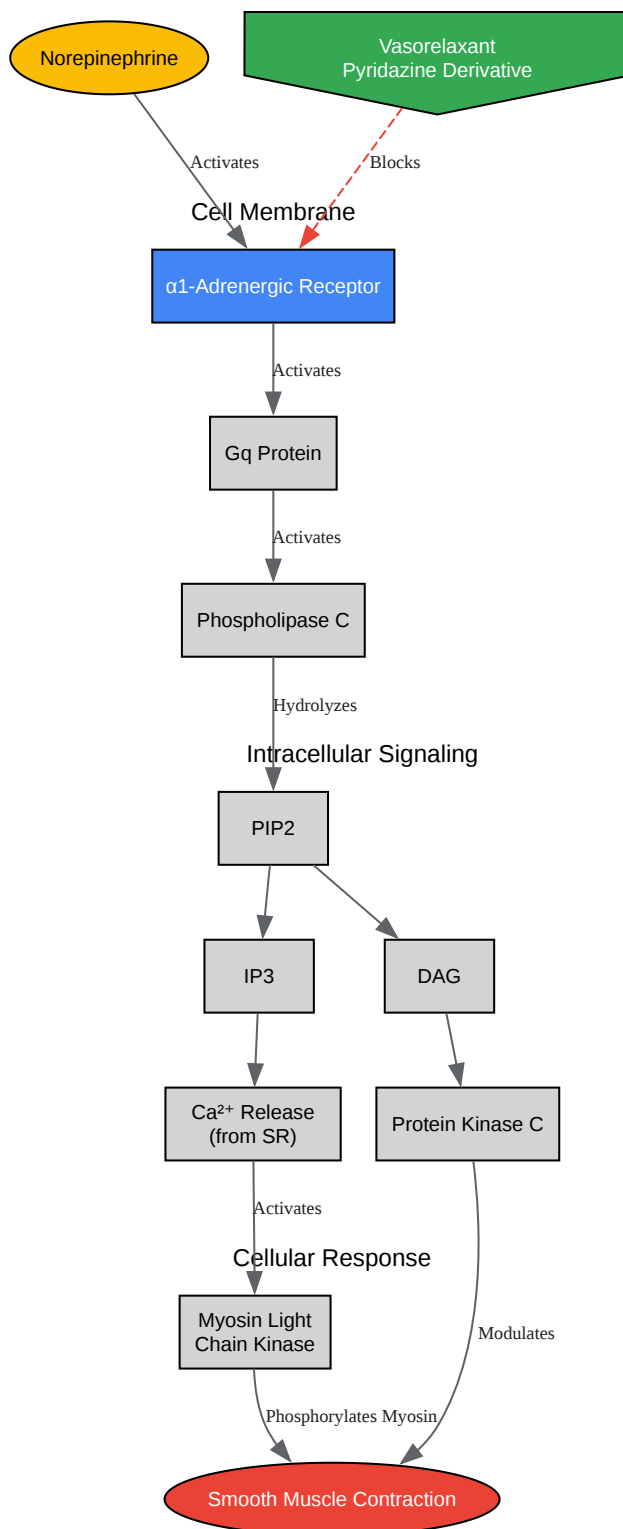 Norepinephrine
Vasorelaxant
Pyridazine Derivative
Activates
Blocks
Cell Membrane
α1-Adrenergic Receptor
Activates
Gq Protein
Activates
Phospholipase C
Hydrolyzes
Intracellular Signaling
PIP2
IP3
DAG
Ca²⁺ Release
(from SR)
Protein Kinase C
Activates
Cellular Response
Myosin Light
Chain Kinase
Modulates
Phosphorylates Myosin
Smooth Muscle Contraction